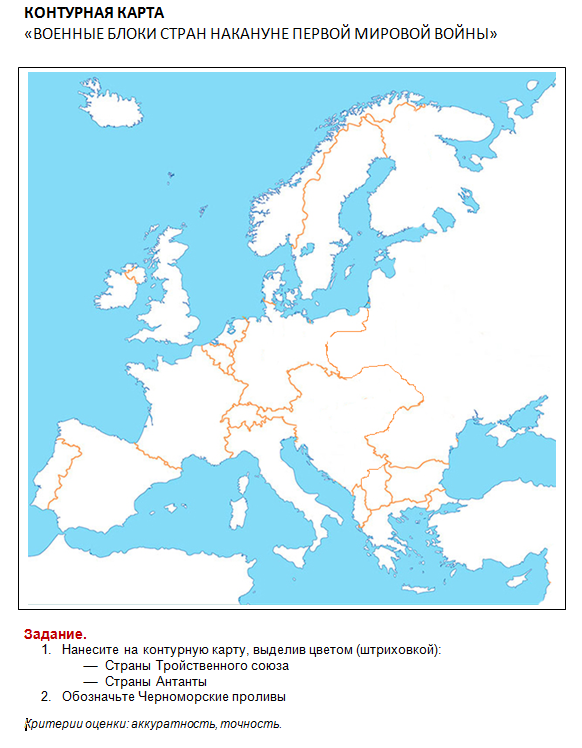 КОНТУРНАЯ КАРТА
«ВОЕННЫЕ БЛОКИ СТРАН НАКАНУНЕ ПЕРВОЙ МИРОВОЙ ВОЙНЫ»
Задание.
1. Нанесите на контурную карту, выделив цветом (штриховкой):
— Страны Тройственного союза
— Страны Антанты
2. Обозначьте Черноморские проливы
Критерии оценки: аккуратность, точность.